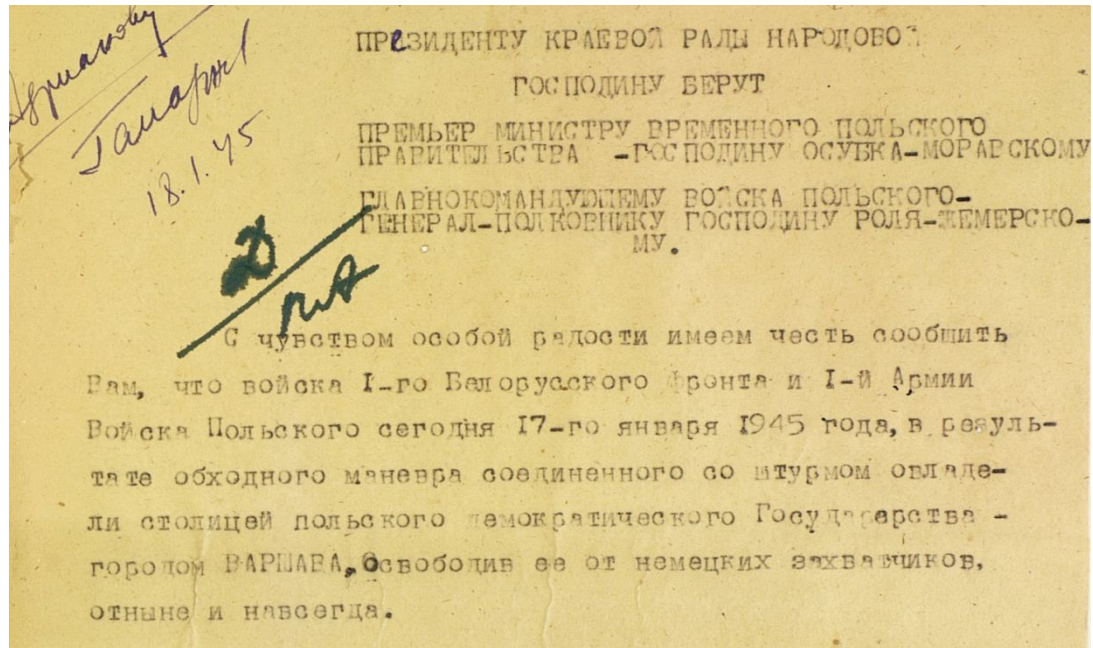 18.1.45
ПРЕЗИДЕНТУ КРАЕВОЙ РАДЫ НАРОДОВОЙ
ГОСПОДИНУ БЕРУТ
ПРЕМЬЕР МИНИСТРУ ВРЕМЕННОГО ПОЛЬСКОГО
ПРАВИТЕЛЬСТВА -ГОСПОДИНУ ОСУБКА-МОРАВСКОМУ
ГЛАВНОКОМАНДУЮЩЕМУ ВОЙСКА ПОЛЬСКОГО-
ГЕНЕРАЛ-ПОЛКОВНИКУ ГОСПОДИНУ РОЛЯ-ЖЕМЕРСКО-
МУ.
С чувством особой радости имеем честь сообщить
Вам, что войска I-го Белорусского фронта и I-й Армии
Войска Польского сегодня 17-го января 1945 года, в резуль-
тате обходного маневра соединенного со штурмом овладе-
ли столицей польского демократического -
городом ВАРШАВА, Освободив ее от немецких захватчиков,
отныне и навсегда.